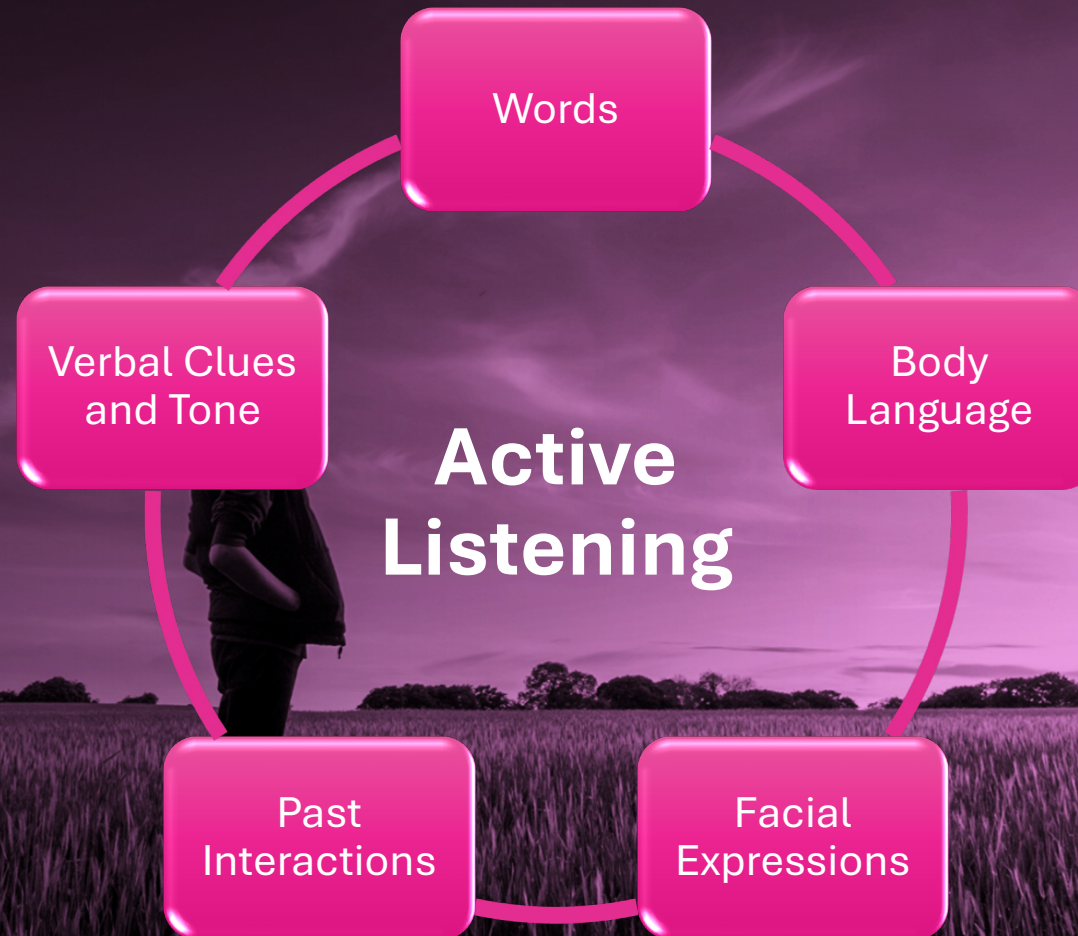 Words
Body
Language
Facial
Expressions
Past
Interactions
Verbal Clues
and Tone
Active
Listening